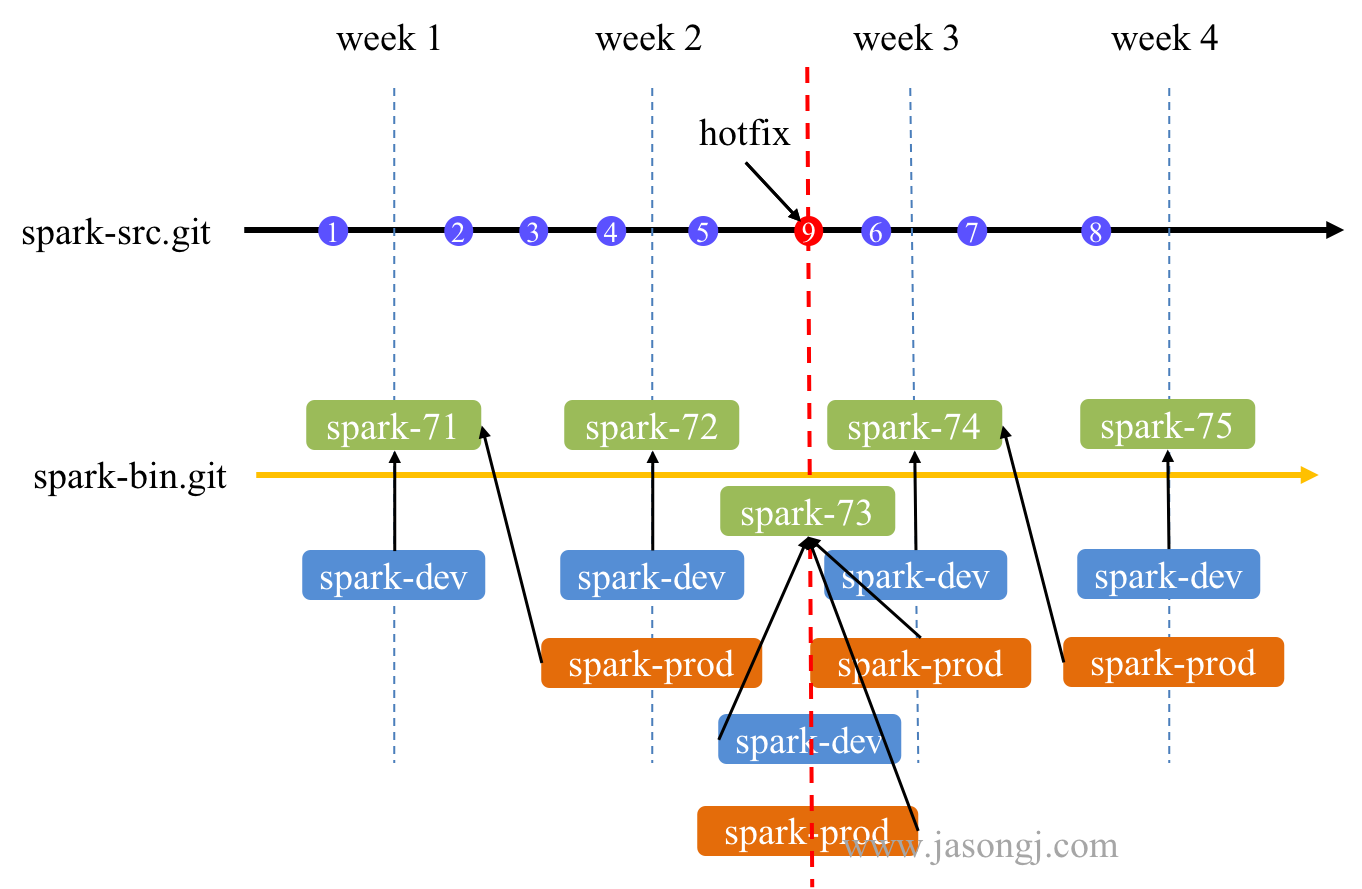 week 1
week 2
week 3
week 4
hotfix
spark-src.git
1
2
3
4
5
9
6
7
8
spark-71
spark-72
spark-74
spark-75
spark-bin.git
spark-73
spark-dev
spark-dev
spark-dev
spark-dev
spark-prod
spark-prod
spark-prod
spark-dev
spark-prod
www.jasongj.com